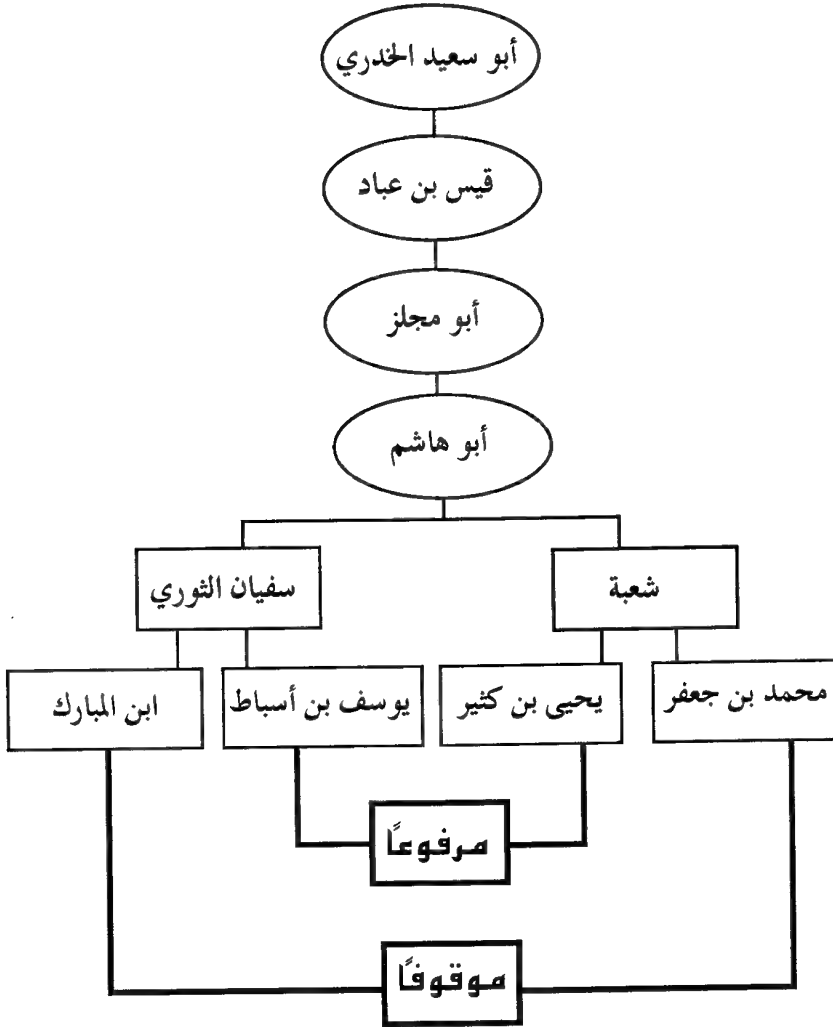 أبو سعيد الخدري
قيس بن عباد
أبو مجلز
أبو هاشم
شعبة
سفيان الثوري
محمد بن جعفر
يحيى بن كثير
يوسف بن أسباط
ابن المبارك
مرفوعًا
موقوفًا